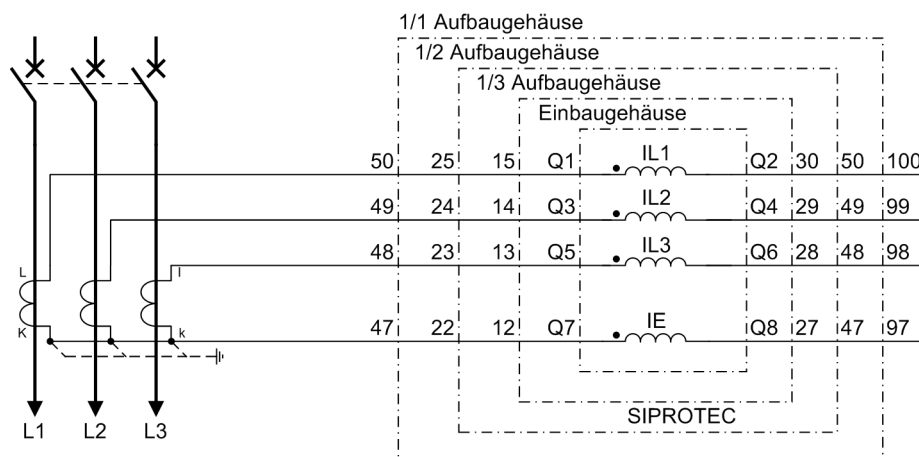 1/1 Aufbaugehäuse
1/2 Aufbaugehäuse
1/3 Aufbaugehäuse
Einbaugehäuse
50 25 15 Q1 IL1 Q2 30 50 100
49 24 14 Q3 IL2 Q4 29 49 99
48 23 13 Q5 IL3 Q6 28 48 98
L l
K k
47 22 12 Q7 IE Q8 27 47 97
SIPROTEC
L1 L2 L3